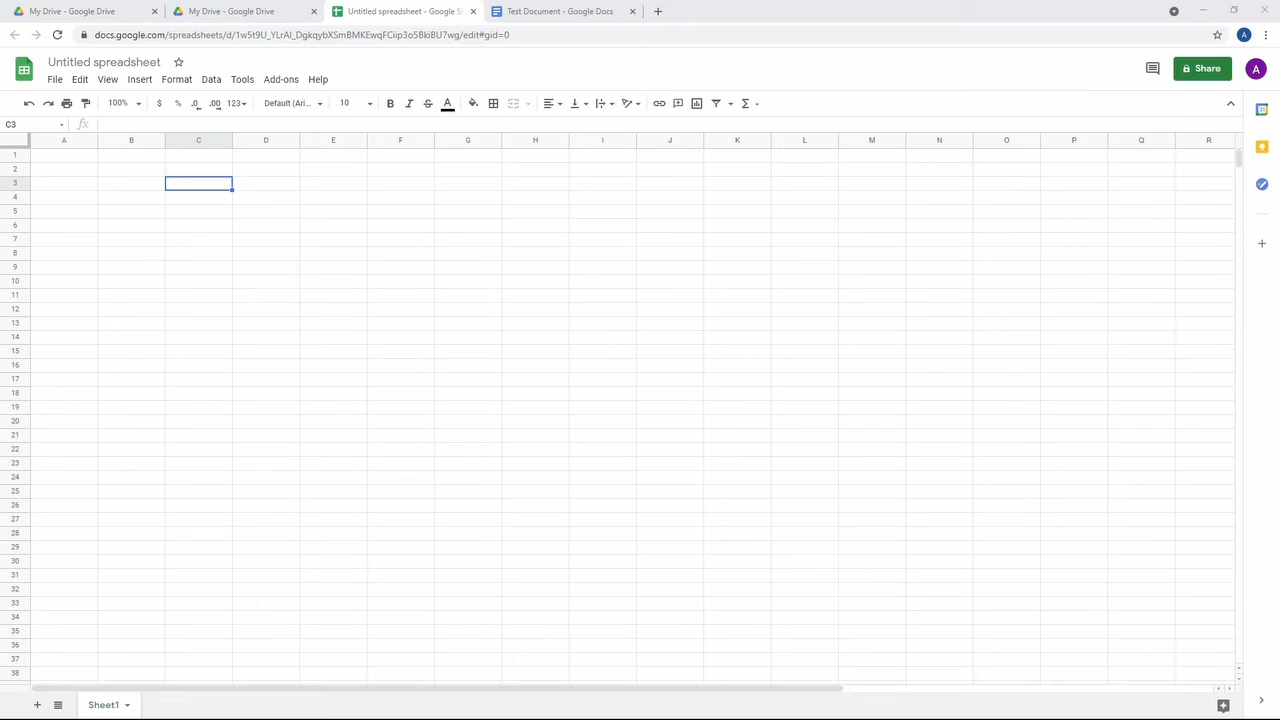 My Drive - Google Drive
My Drive - Google Drive
Untitled spreadsheet - Google S
Test Document - Google Docs
docs.google.com/spreadsheets/d/1w5t9U_YLrAl_DgkqybXSmBMKEwqFCiip3o5BkiBU7wg/edit#gid=0
A
Untitled spreadsheet
File Edit View Insert Format Data Tools Add-ons Help
Share
A
100% $ % .0 .00 123 Default (Ari... 10 B I S A Σ
C3 fx
A B C D E F G H I J K L M N O P Q R
1
2
3
4
5
6
7
8
9
10
11
12
13
14
15
16
17
18
19
20
21
22
23
24
25
26
27
28
29
30
31
32
33
34
35
36
37
38
Sheet1